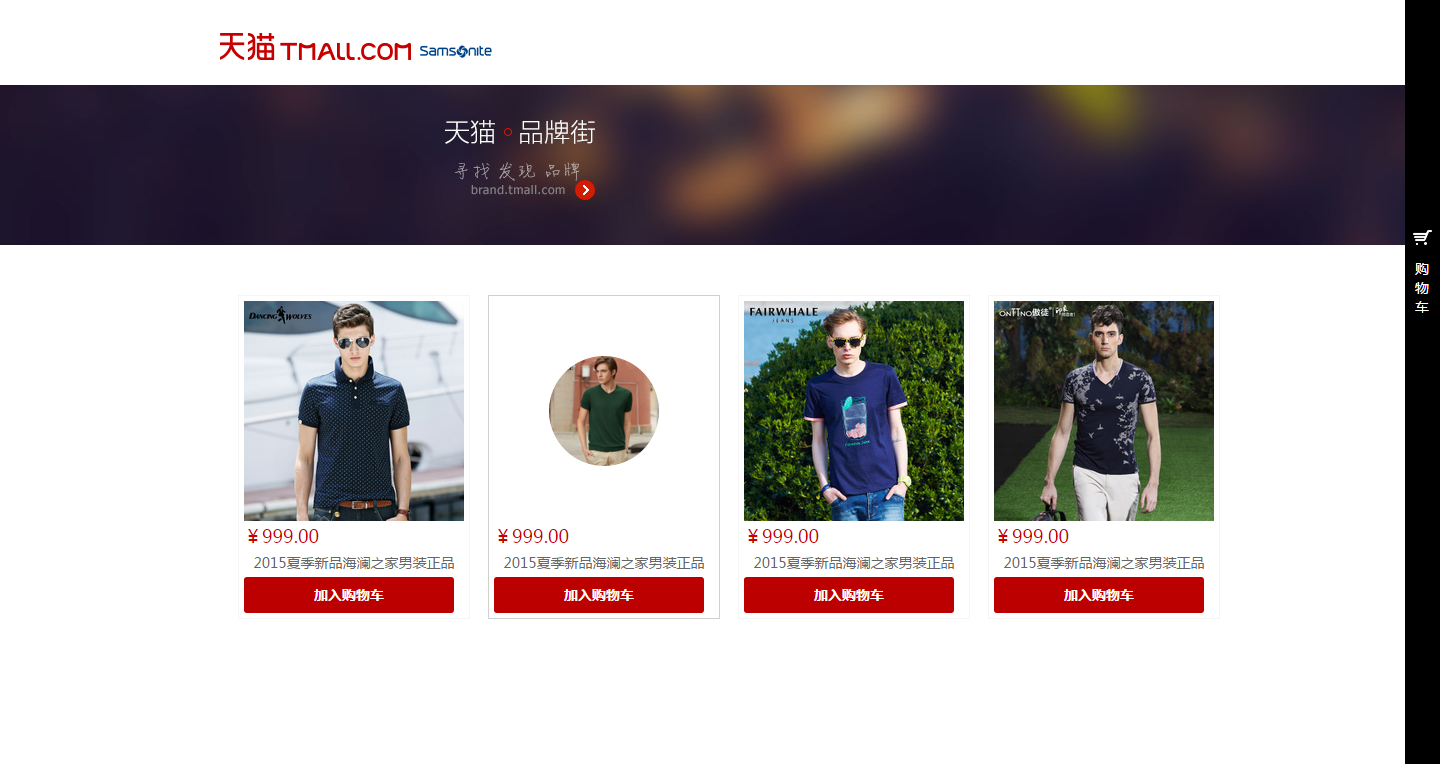 天猫 TMALL.COM Samsonite
天猫 品牌街
寻找 发现 品牌
brand.tmall.com
购
物
车
DANCING WOLVES
FAIRWHALE
JEANS
ONTTNO傲徒
¥ 999.00
¥ 999.00
¥ 999.00
¥ 999.00
2015夏季新品海澜之家男装正品
2015夏季新品海澜之家男装正品
2015夏季新品海澜之家男装正品
2015夏季新品海澜之家男装正品
加入购物车
加入购物车
加入购物车
加入购物车